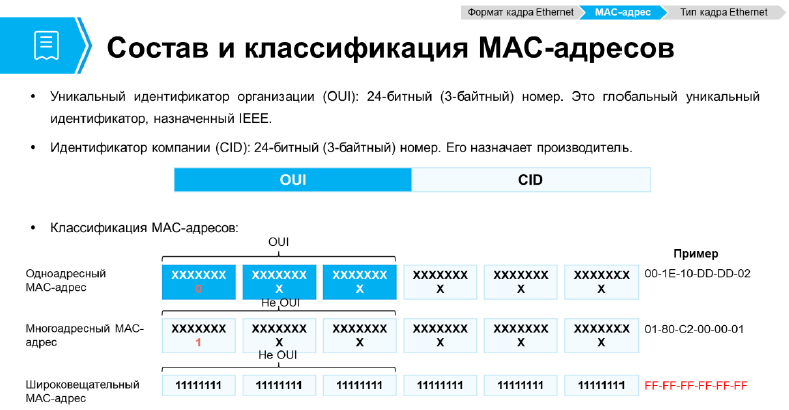 Формат кадра Ethernet MAC-адрес Тип кадра Ethernet
Состав и классификация MAC-адресов
• Уникальный идентификатор организации (OUI): 24-битный (3-байтный) номер. Это глобальный уникальный
идентификатор, назначенный IEEE.
• Идентификатор компании (CID): 24-битный (3-байтный) номер. Его назначает производитель.
OUI CID
• Классификация MAC-адресов:
OUI
Пример
Одноадресный
MAC-адрес
XXXXXXX
0
XXXXXXX
X
XXXXXXX
X
XXXXXXX
X
XXXXXXX
X
XXXXXXX
X
00-1E-10-DD-DD-02
Не OUI
Многоадресный MAC-
адрес
XXXXXXX
1
XXXXXXX
X
XXXXXXX
X
XXXXXXX
X
XXXXXXX
X
XXXXXXX
X
01-80-C2-00-00-01
Не OUI
Широковещательный
MAC-адрес
11111111 11111111 11111111 11111111 11111111 11111111
FF-FF-FF-FF-FF-FF